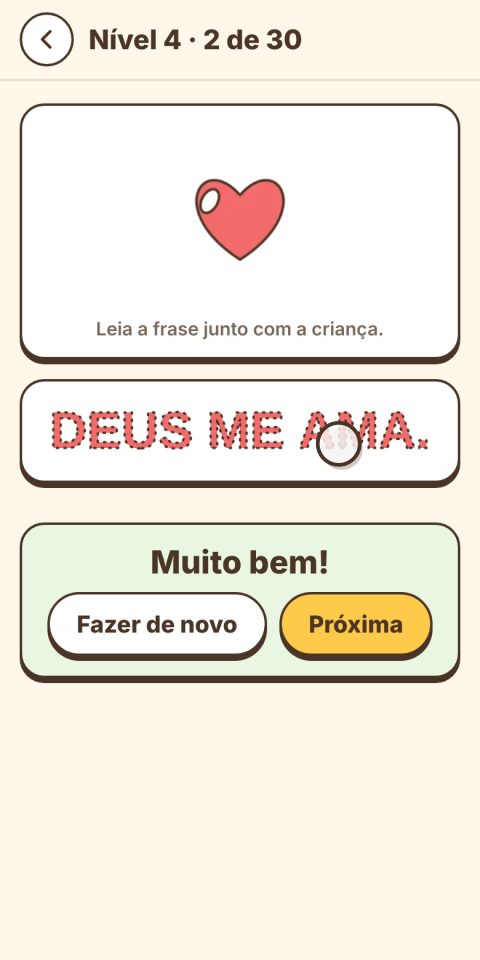 Nível 4 · 2 de 30
Leia a frase junto com a criança.
DEUS ME AMA.
Muito bem!
Fazer de novo
Próxima